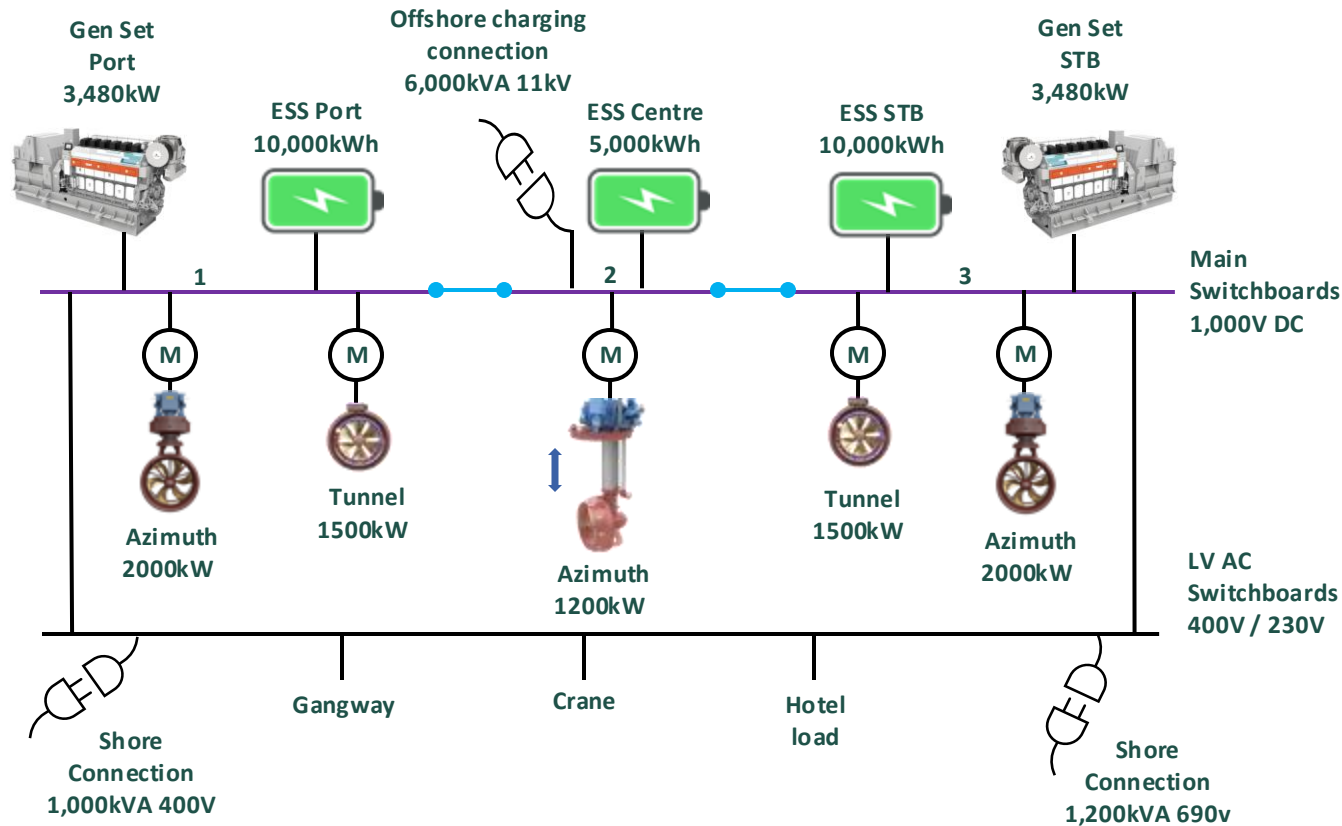 Gen Set
Port
3,480kW
Offshore charging
connection
6,000kVA 11kV
Gen Set
STB
3,480kW
ESS Port
10,000kWh
ESS Centre
5,000kWh
ESS STB
10,000kWh
1
2
3
Main
Switchboards
1,000V DC
M
M
M
M
M
Azimuth
2000kW
Tunnel
1500kW
Azimuth
1200kW
Tunnel
1500kW
Azimuth
2000kW
LV AC
Switchboards
400V / 230V
Gangway
Crane
Hotel
load
Shore
Connection
1,000kVA 400V
Shore
Connection
1,200kVA 690v